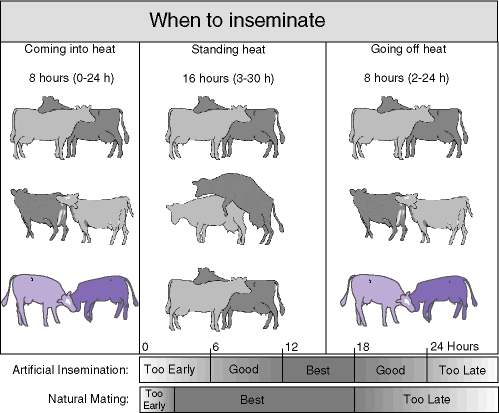 When to inseminate
Coming into heat Standing heat Going off heat
8 hours (0-24 h) 16 hours (3-30 h) 8 hours (2-24 h)
0 6 12 18 24 Hours
Artificial Insemination: Too Early Good Best Good Too Late
Natural Mating: Too Early Best Too Late